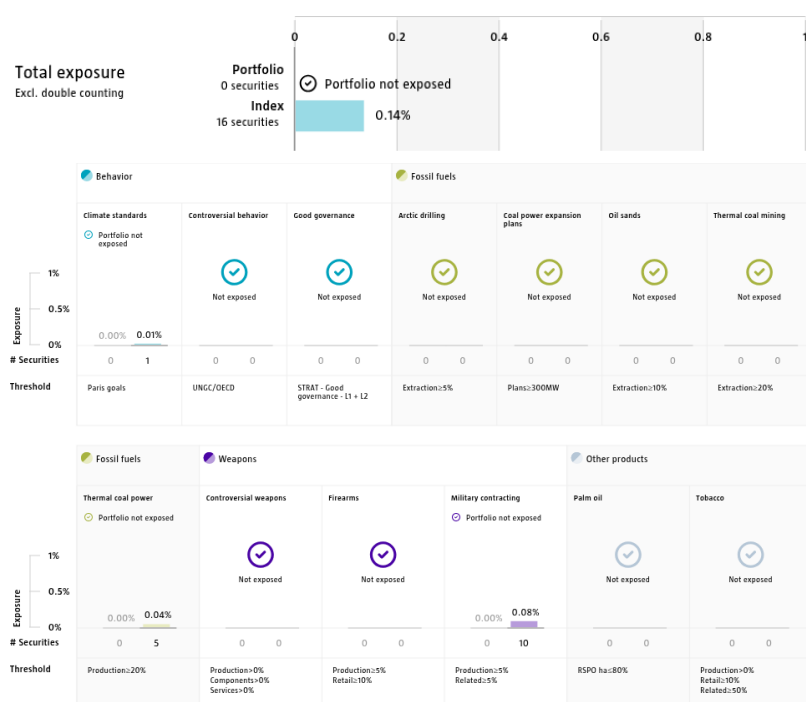 0 0.2 0.4 0.6 0.8 1
Total exposure
Excl. double counting
Portfolio
0 securities
Portfolio not exposed
Index
16 securities
0.14%
Behavior
Fossil fuels
Climate standards
Portfolio not
exposed
Controversial behavior
Not exposed
Good governance
Not exposed
Arctic drilling
Not exposed
Coal power expansion
plans
Not exposed
Oil sands
Not exposed
Thermal coal mining
Not exposed
Exposure
1%
0.5%
0%
0.00% 0.01%
# Securities 0 1 0 0 0 0 0 0 0 0 0 0 0 0
Threshold
Paris goals
UNGC/OECD
STRAT - Good
governance - L1 + L2
Extraction≥5%
Plans≥300MW
Extraction≥10%
Extraction≥20%
Fossil fuels
Weapons
Other products
Thermal coal power
Portfolio not exposed
Controversial weapons
Not exposed
Firearms
Not exposed
Military contracting
Portfolio not exposed
Palm oil
Not exposed
Tobacco
Not exposed
Exposure
1%
0.5%
0%
0.00% 0.04%
0.00% 0.08%
# Securities 0 5 0 0 0 0 0 10 0 0 0 0
Threshold
Production≥20%
Production>0%
Components>0%
Services>0%
Production≥5%
Retail≥10%
Production≥5%
Related≥5%
RSPO ha≤80%
Production>0%
Retail≥10%
Related≥50%